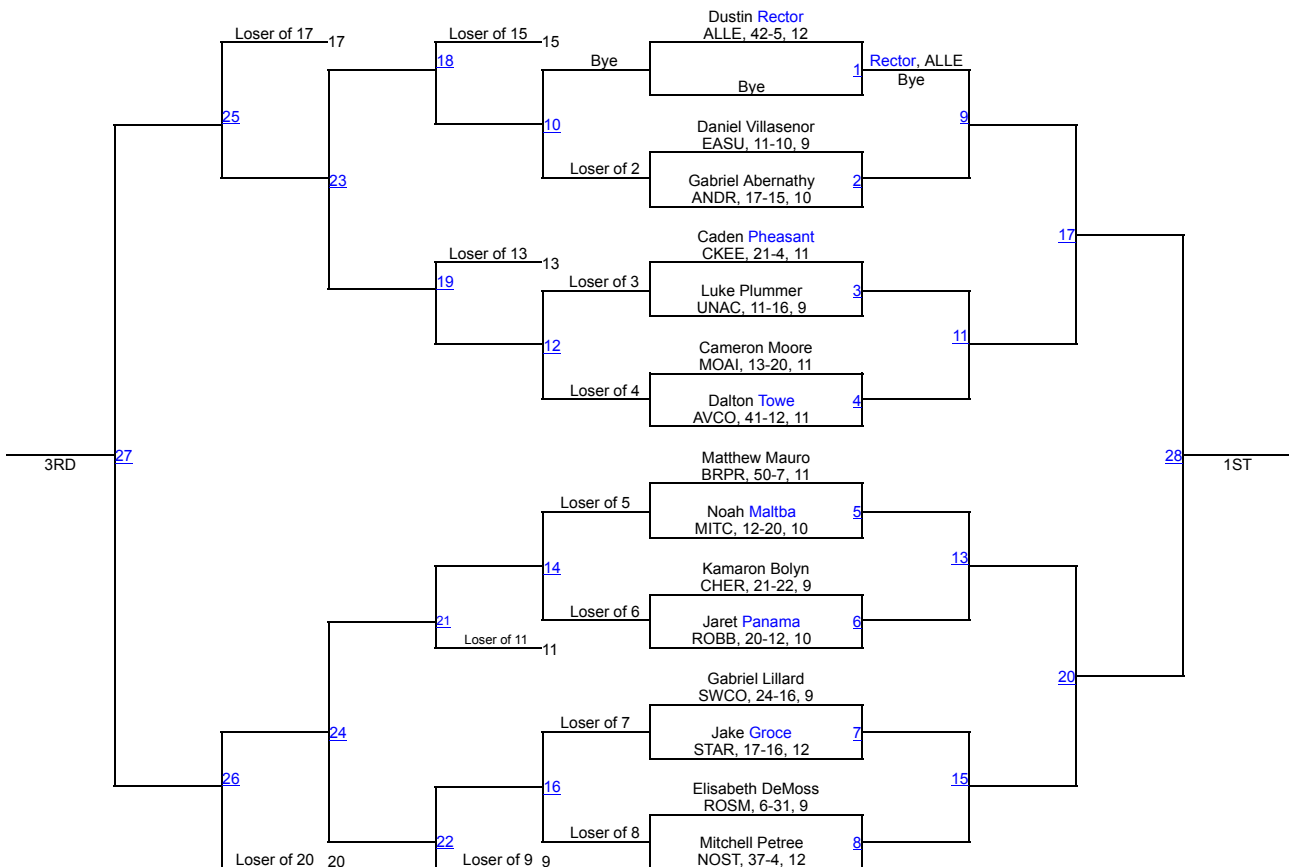 Dustin Rector
ALLE, 42-5, 12
Loser of 17 17
Loser of 15 15
18
Bye
1
Rector, ALLE
Bye
Bye
25
10
9
Daniel Villasenor
EASU, 11-10, 9
Loser of 2
23
Gabriel Abernathy
ANDR, 17-15, 10
2
Caden Pheasant
CKEE, 21-4, 11
17
Loser of 13 13
19
Loser of 3
Luke Plummer
UNAC, 11-16, 9
3
11
12
Cameron Moore
MOAI, 13-20, 11
Loser of 4
Dalton Towe
AVCO, 41-12, 11
4
3RD
27
Matthew Mauro
BRPR, 50-7, 11
28
1ST
Loser of 5
Noah Maltba
MITC, 12-20, 10
5
13
14
Kamaron Bolyn
CHER, 21-22, 9
21
Loser of 6
Jaret Panama
ROBB, 20-12, 10
6
Loser of 11 11
20
Gabriel Lillard
SWCO, 24-16, 9
Loser of 7
24
Jake Groce
STAR, 17-16, 12
7
26
16
15
Elisabeth DeMoss
ROSM, 6-31, 9
22
Loser of 8
Mitchell Petree
NOST, 37-4, 12
8
Loser of 20 20
Loser of 9 9